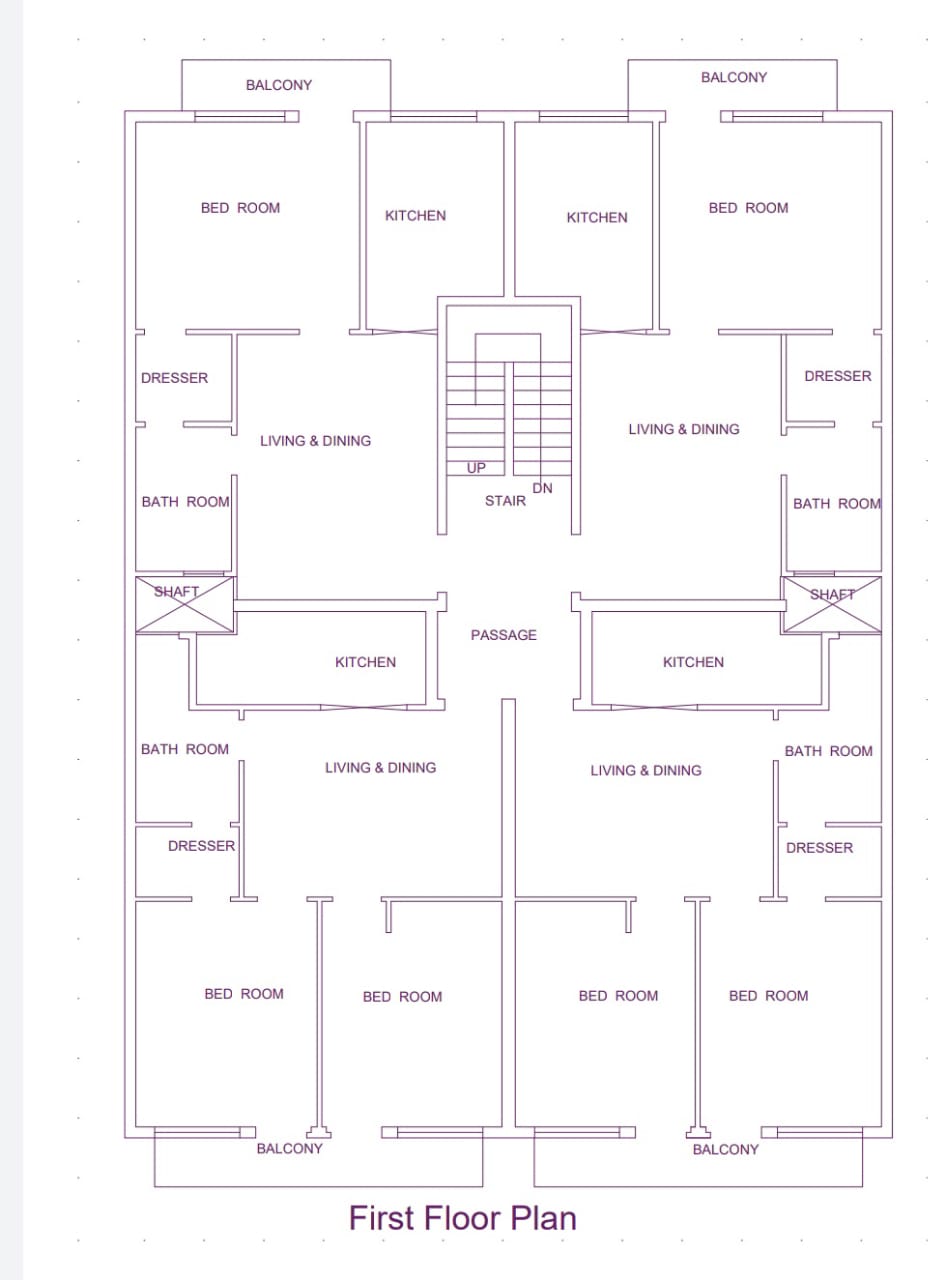 BALCONY
BALCONY
BED ROOM
KITCHEN
KITCHEN
BED ROOM
DRESSER
DRESSER
LIVING & DINING
LIVING & DINING
UP
DN
STAIR
BATH ROOM
BATH ROOM
SHAFT
SHAFT
PASSAGE
KITCHEN
KITCHEN
BATH ROOM
BATH ROOM
LIVING & DINING
LIVING & DINING
DRESSER
DRESSER
BED ROOM
BED ROOM
BED ROOM
BED ROOM
BALCONY
BALCONY
First Floor Plan